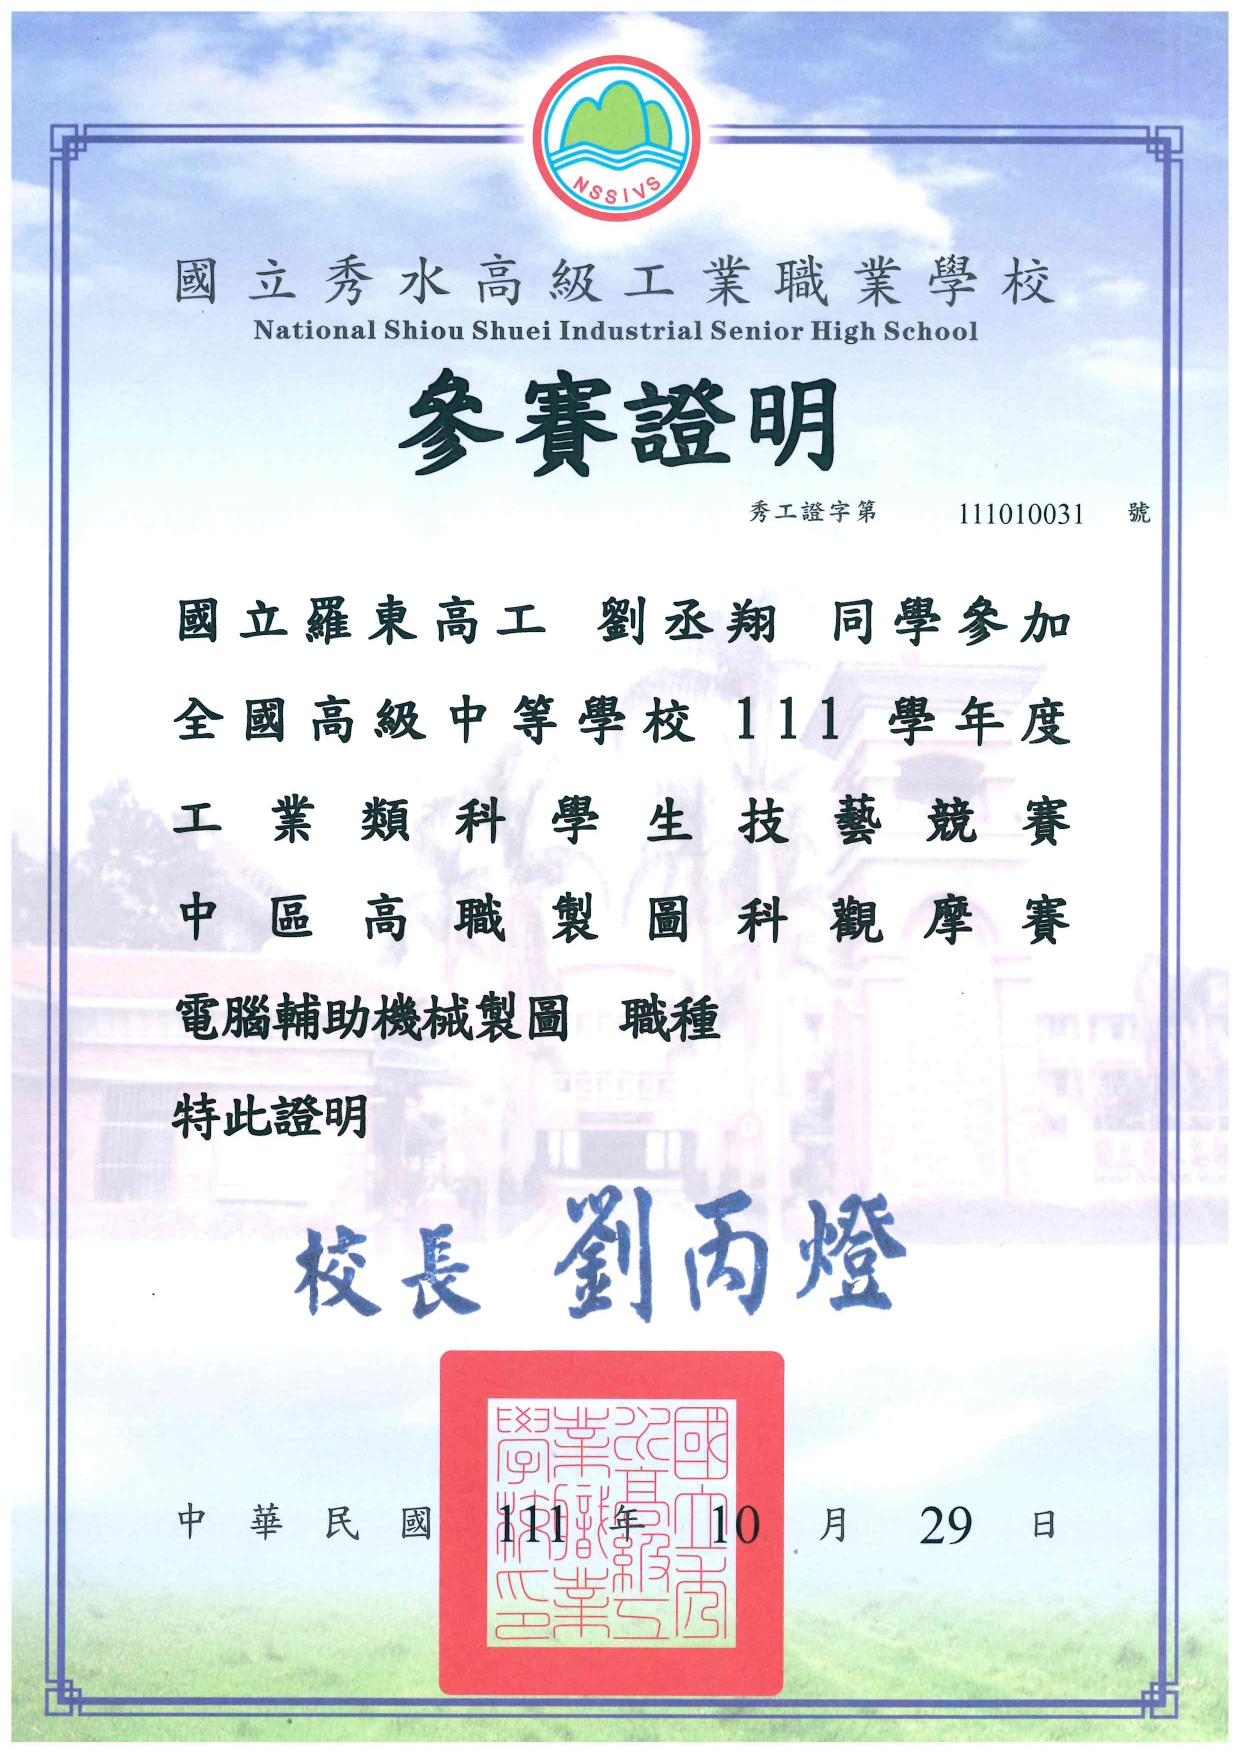 NSSIVS
國立秀水高級工業職業學校
National Shiou Shuei Industrial Senior High School
參賽證明
秀工證字第 111010031 號
國立羅東高工 劉丞翔 同學參加
全國高級中等學校 111 學年度
工業類科學生技藝競賽
中區高職製圖科觀摩賽
電腦輔助機械製圖 職種
特此證明
校長 劉丙燈
中華民國 111 年 10 月 29 日
國立秀水高級工業職業學校印